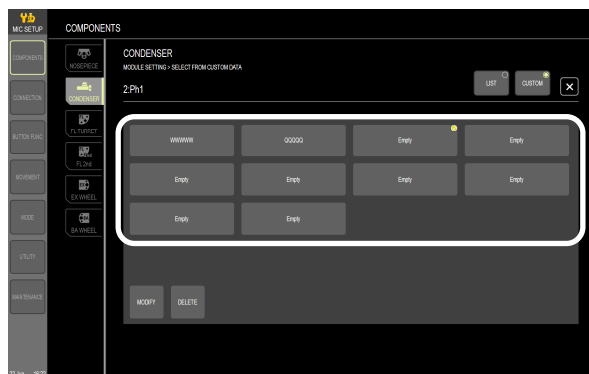 MIC SETUP
COMPONENTS
COMPONENTS
CONNECTION
BUTTON FUNC
MOVEMENT
MODE
UTILITY
MAINTENANCE
NOSEPIECE
CONDENSER
FL TURRET
FL 2nd
EX WHEEL
BA WHEEL
CONDENSER
MODULE SETTING > SELECT FROM CUSTOM DATA
2:Ph1
LIST
CUSTOM
WWWWW QQQQQ Empty Empty
Empty Empty Empty Empty
Empty Empty
MODIFY DELETE